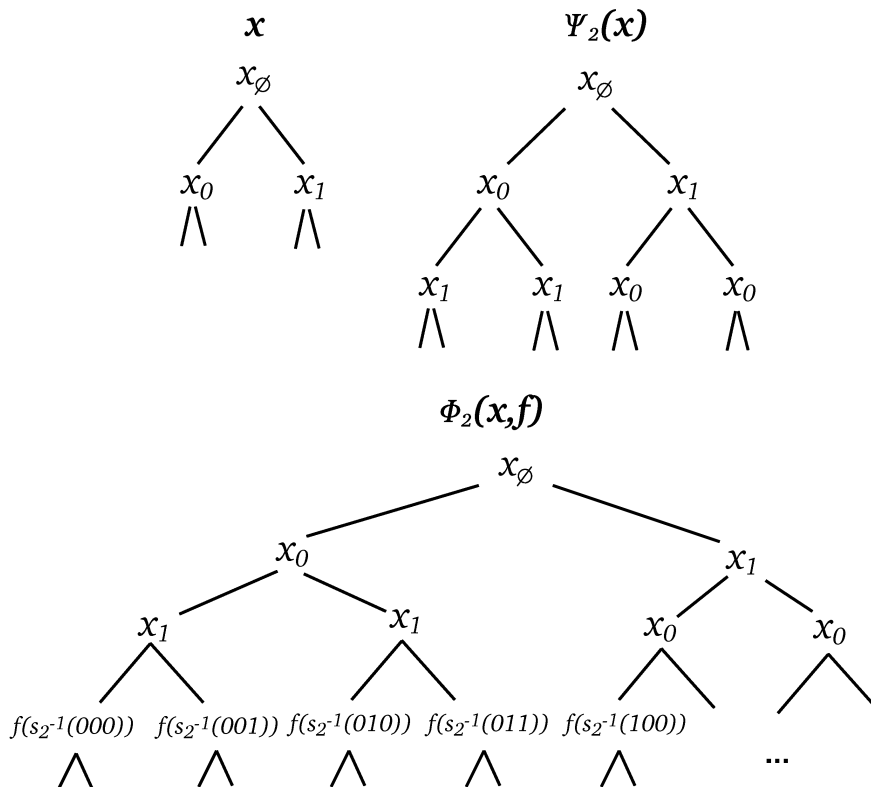 x Ψ₂(x)
x∅ x∅
x₀ x₁ x₀ x₁
x₁ x₁ x₀ x₀
Φ₂(x,f)
x∅
x₀ x₁
x₁ x₁ x₀ x₀
f(s₂⁻¹(000)) f(s₂⁻¹(001)) f(s₂⁻¹(010)) f(s₂⁻¹(011)) f(s₂⁻¹(100))
...